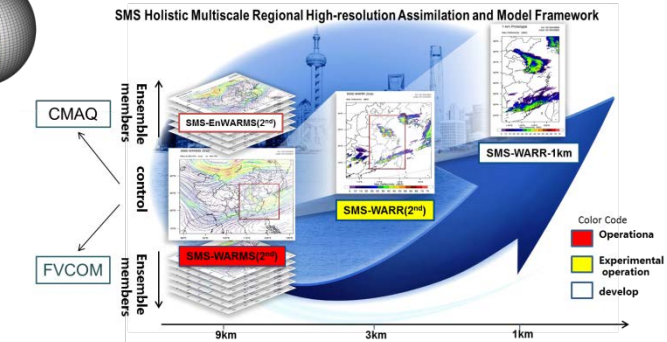 SMS Holistic Multiscale Regional High-resolution Assimilation and Model Framework
Ensemble members
SMS-EnWARMS(2nd)
CMAQ
control
SMS-WARR(2nd)
SMS-WARR-1km
Color Code
Operationa
Experimental operation
develop
FVCOM
SMS-WARMS(2nd)
Ensemble members
9km
3km
1km